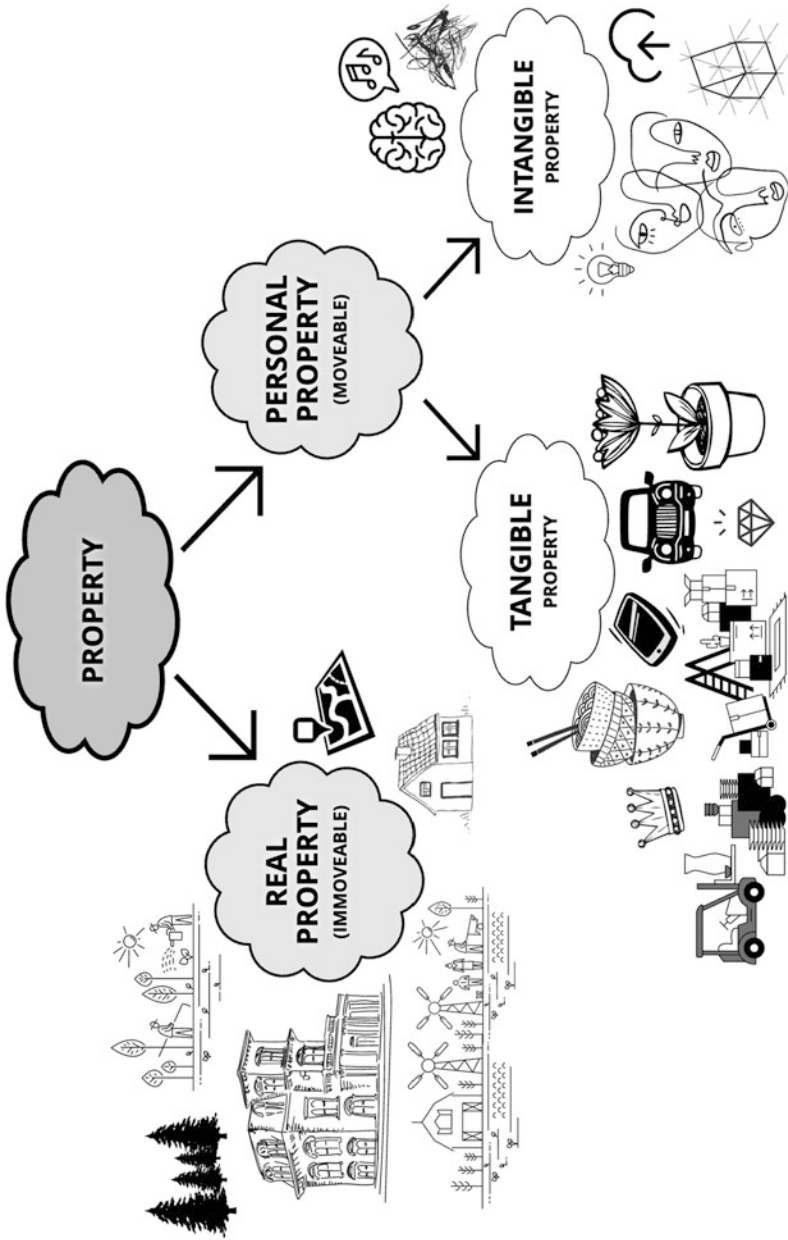 PROPERTY
REAL
PROPERTY
(IMMOVEABLE)
PERSONAL
PROPERTY
(MOVEABLE)
TANGIBLE
PROPERTY
INTANGIBLE
PROPERTY